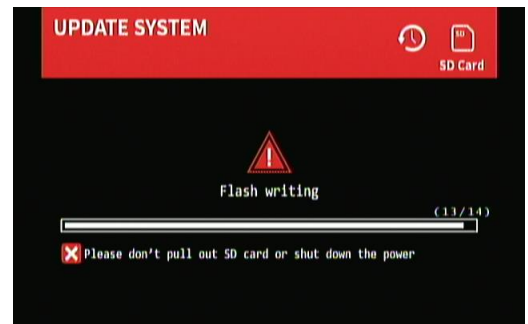 UPDATE SYSTEM
SD
SD Card
!
Flash writing
(13/14)
Please don't pull out SD card or shut down the power